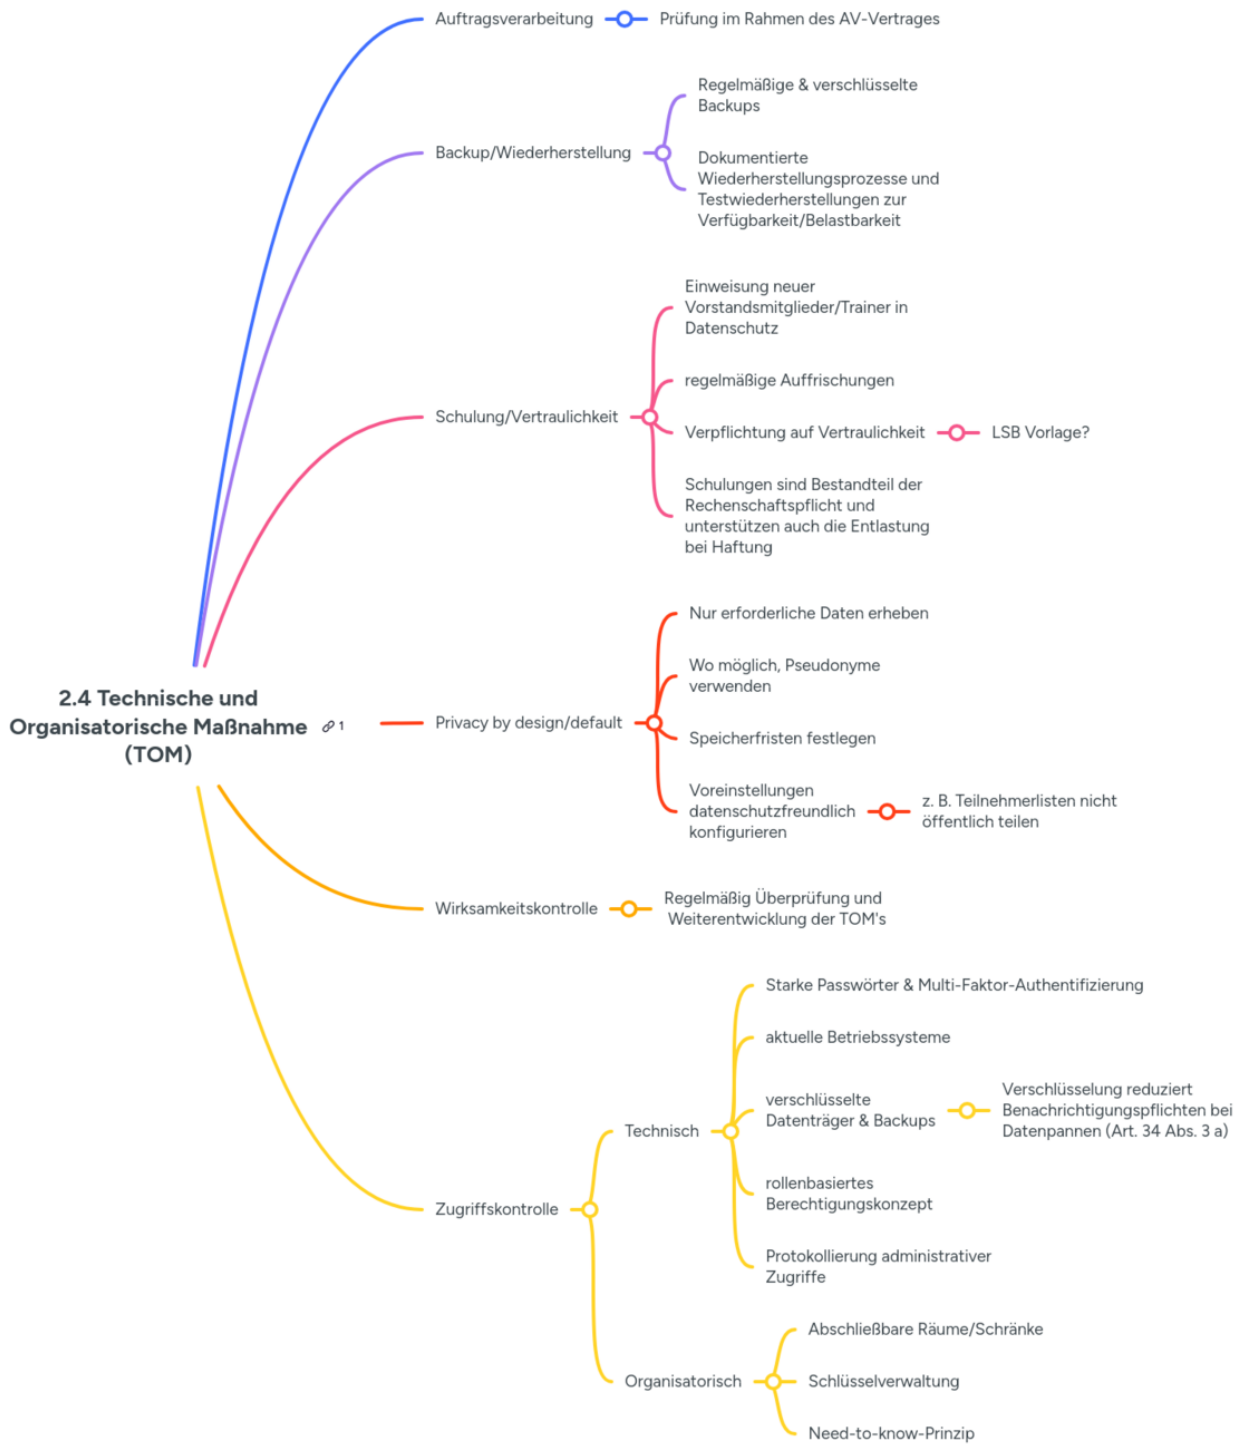 Auftragsverarbeitung
Prüfung im Rahmen des AV-Vertrages
Backup/Wiederherstellung
Regelmäßige & verschlüsselte
Backups
Dokumentierte
Wiederherstellungsprozesse und
Testwiederherstellungen zur
Verfügbarkeit/Belastbarkeit
Schulung/Vertraulichkeit
Einweisung neuer
Vorstandsmitglieder/Trainer in
Datenschutz
regelmäßige Auffrischungen
Verpflichtung auf Vertraulichkeit
LSB Vorlage?
Schulungen sind Bestandteil der
Rechenschaftspflicht und
unterstützen auch die Entlastung
bei Haftung
2.4 Technische und
Organisatorische Maßnahme
(TOM)
1
Privacy by design/default
Nur erforderliche Daten erheben
Wo möglich, Pseudonyme
verwenden
Speicherfristen festlegen
Voreinstellungen
datenschutzfreundlich
konfigurieren
z. B. Teilnehmerlisten nicht
öffentlich teilen
Wirksamkeitskontrolle
Regelmäßig Überprüfung und
Weiterentwicklung der TOM's
Zugriffskontrolle
Technisch
Starke Passwörter & Multi-Faktor-Authentifizierung
aktuelle Betriebssysteme
verschlüsselte
Datenträger & Backups
Verschlüsselung reduziert
Benachrichtigungspflichten bei
Datenpannen (Art. 34 Abs. 3 a)
rollenbasiertes
Berechtigungskonzept
Protokollierung administrativer
Zugriffe
Organisatorisch
Abschließbare Räume/Schränke
Schlüsselverwaltung
Need-to-know-Prinzip